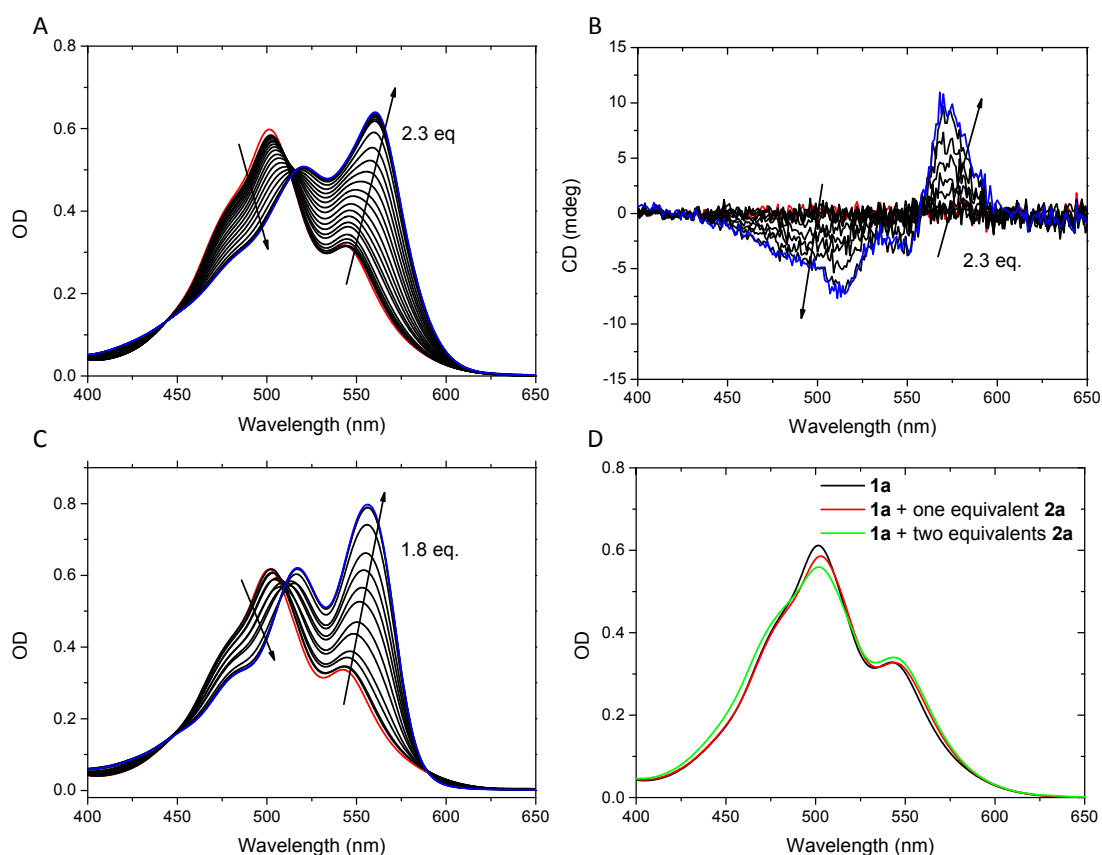 A
0.8
0.6
0.4
0.2
0.0
OD
2.3 eq
400 450 500 550 600 650
Wavelength (nm)
B
15
10
5
0
-5
-10
-15
CD (mdeg)
2.3 eq.
400 450 500 550 600 650
Wavelength (nm)
C
0.8
0.6
0.4
0.2
0.0
OD
1.8 eq.
400 450 500 550 600 650
Wavelength (nm)
D
0.8
0.6
0.4
0.2
0.0
OD
1a
1a + one equivalent 2a
1a + two equivalents 2a
400 450 500 550 600 650
Wavelength (nm)